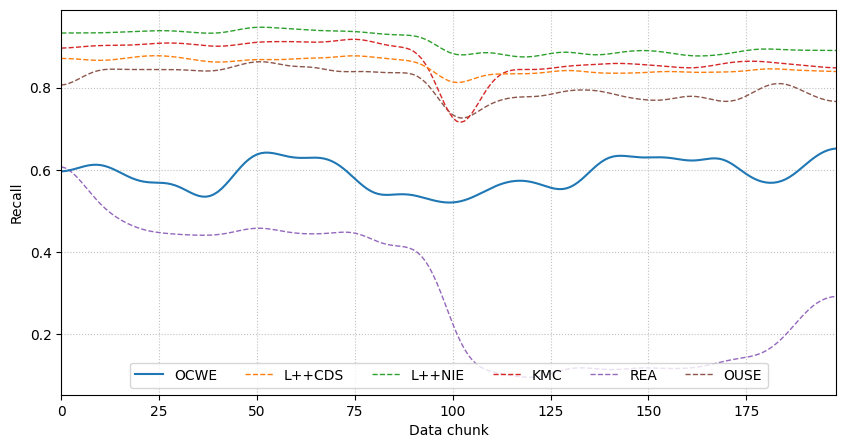 Recall
0.8
0.6
0.4
0.2
OCWE L++CDS L++NIE KMC REA OUSE
0 25 50 75 100 125 150 175
Data chunk